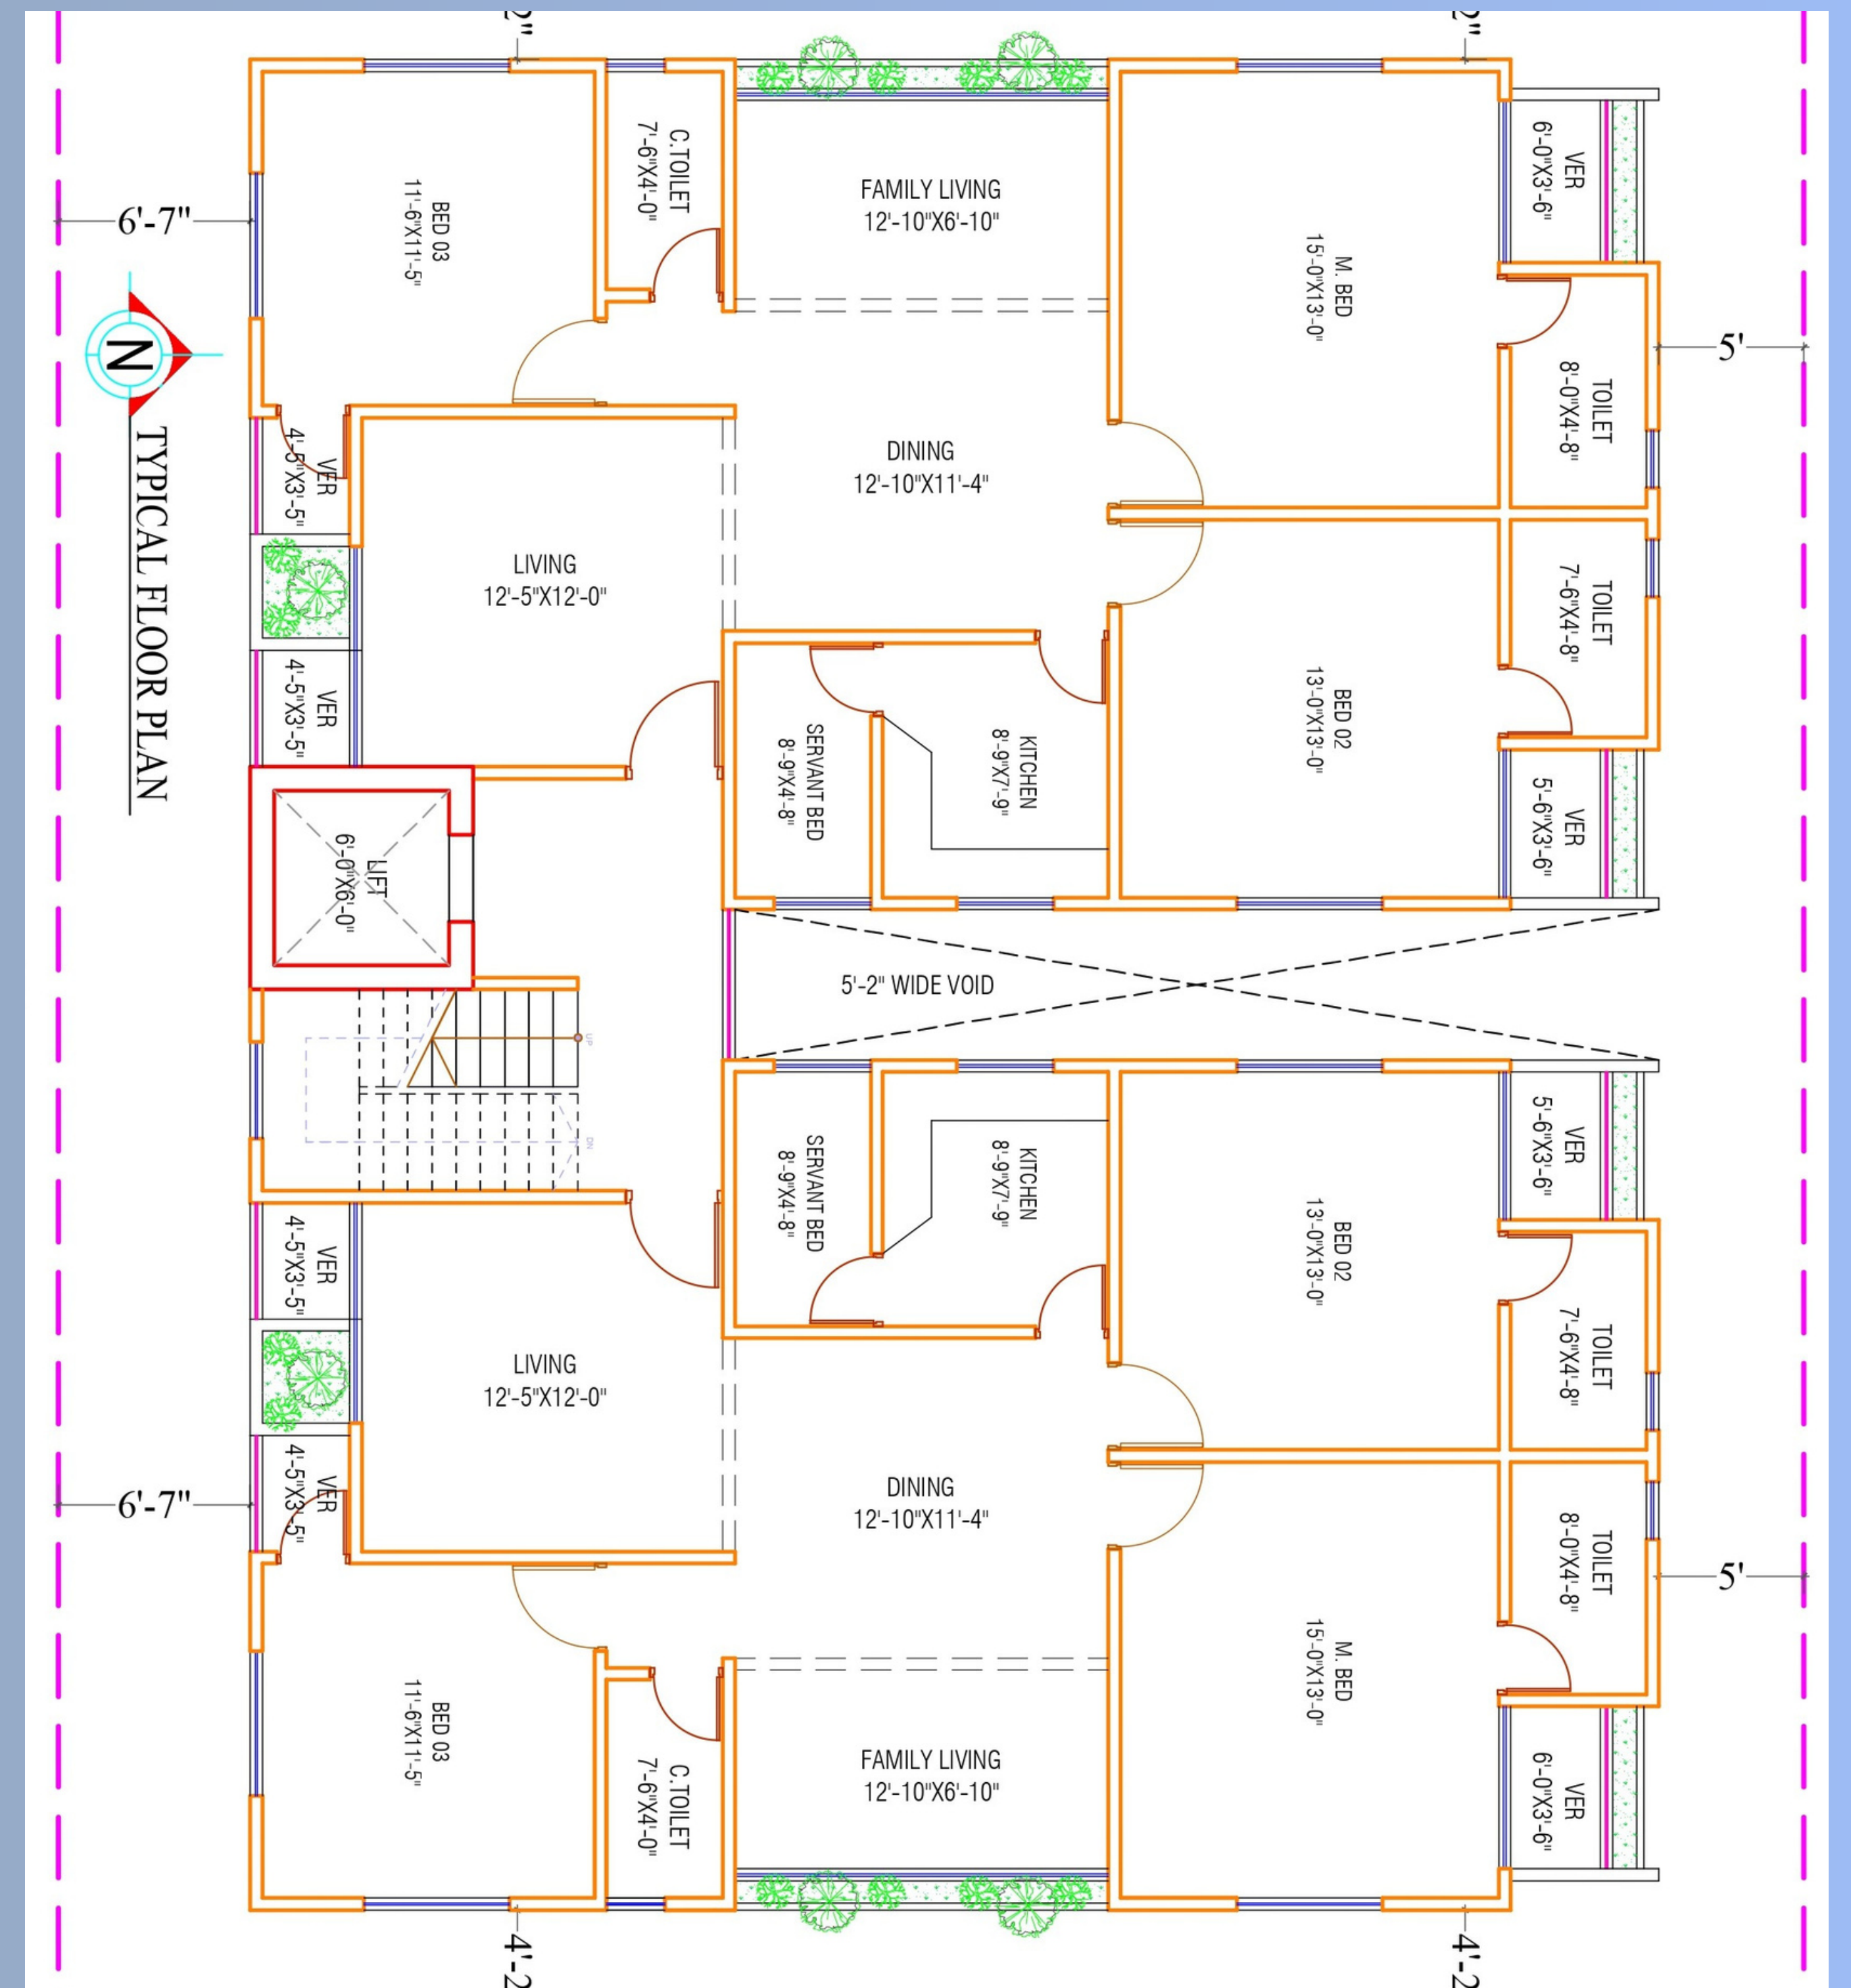 2"
2"
BED 03
11'-6"X11'-5"
C.TOILET
7'-6"X4'-0"
FAMILY LIVING
12'-10"X6'-10"
M. BED
15'-0"X13'-0"
VER
6'-0"X3'-6"
6'-7"
5'
N
TYPICAL FLOOR PLAN
TOILET
8'-0"X4'-8"
VER
4'-5"X3'-5"
DINING
12'-10"X11'-4"
LIVING
12'-5"X12'-0"
TOILET
7'-6"X4'-8"
VER
4'-5"X3'-5"
SERVANT BED
8'-9"X4'-8"
KITCHEN
8'-9"X7'-9"
BED 02
13'-0"X13'-0"
VER
5'-6"X3'-6"
LIFT
6'-0"X6'-0"
5'-2" WIDE VOID
UP
DN
SERVANT BED
8'-9"X4'-8"
KITCHEN
8'-9"X7'-9"
BED 02
13'-0"X13'-0"
VER
5'-6"X3'-6"
VER
4'-5"X3'-5"
LIVING
12'-5"X12'-0"
TOILET
7'-6"X4'-8"
VER
4'-5"X3'-5"
DINING
12'-10"X11'-4"
TOILET
8'-0"X4'-8"
6'-7"
5'
BED 03
11'-6"X11'-5"
C.TOILET
7'-6"X4'-0"
FAMILY LIVING
12'-10"X6'-10"
M. BED
15'-0"X13'-0"
VER
6'-0"X3'-6"
4'-2
4'-2